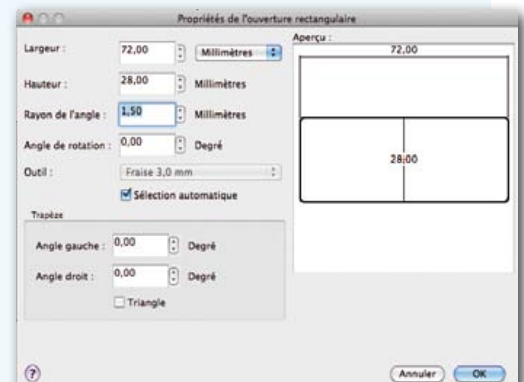 Propriétés de l'ouverture rectangulaire
Largeur : 72,00 Millimètres
Hauteur : 28,00 Millimètres
Rayon de l'angle : 1,50 Millimètres
Angle de rotation : 0,00 Degré
Outil : Fraise 3,0 mm
Sélection automatique
Trapèze
Angle gauche : 0,00 Degré
Angle droit : 0,00 Degré
Triangle
Aperçu :
72,00
28,00
?
Annuler OK